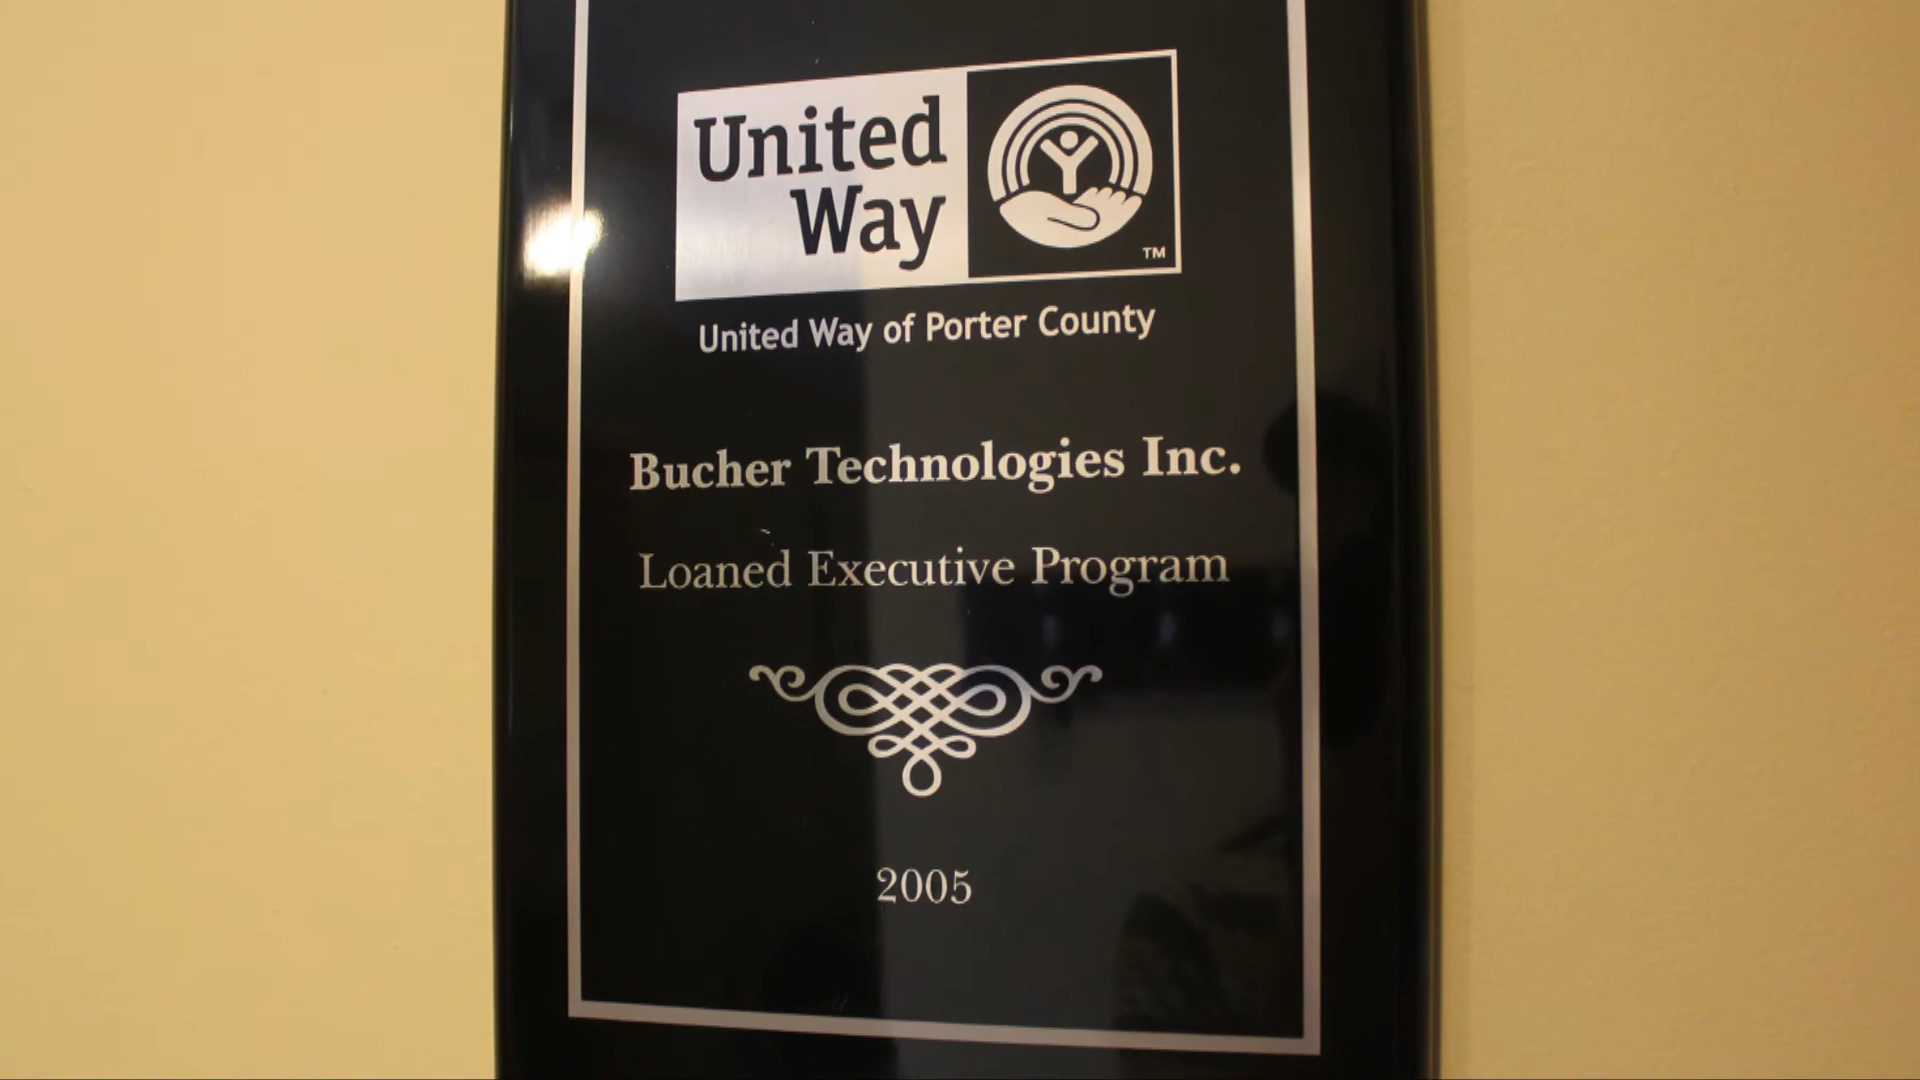 United
Way
TM
United Way of Porter County
Bucher Technologies Inc.
Loaned Executive Program
2005